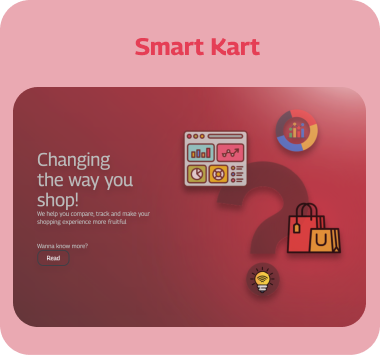 Smart Kart
Changing
the way you
shop!
We help you compare, track and make your
shopping experience more fruitful
Wanna know more?
Read